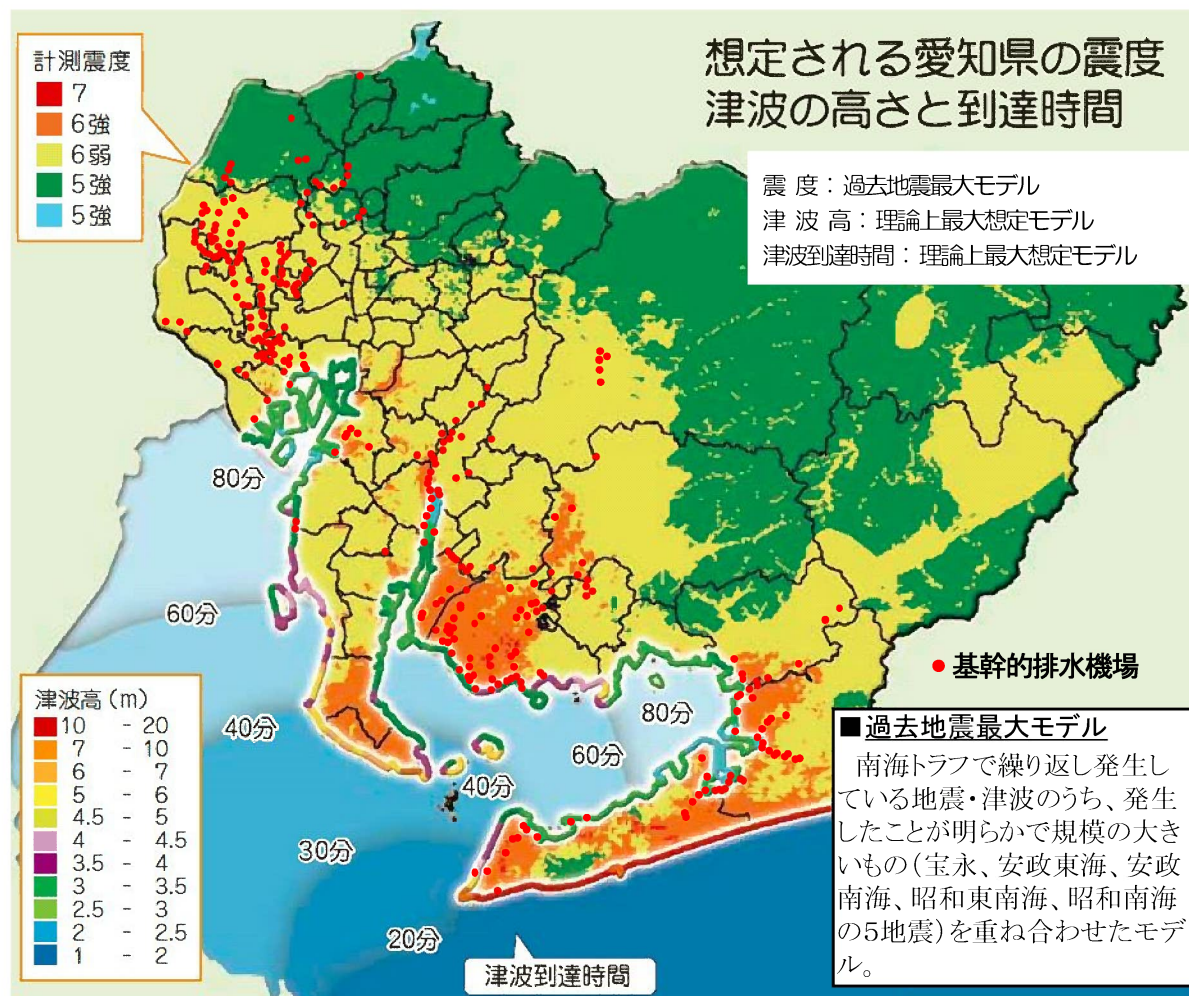 想定される愛知県の震度
津波の高さと到達時間
計測震度
7
6強
6弱
5強
5強
震 度：過去地震最大モデル
津 波 高：理論上最大想定モデル
津波到達時間：理論上最大想定モデル
80分
60分
40分
30分
20分
40分
60分
80分
津波到達時間
● 基幹的排水機場
津波高(m)
10 - 20
7 - 10
6 - 7
5 - 6
4.5 - 5
4 - 4.5
3.5 - 4
3 - 3.5
2.5 - 3
2 - 2.5
1 - 2
■過去地震最大モデル
南海トラフで繰り返し発生し
ている地震・津波のうち、発生
したことが明らかで規模の大き
いもの(宝永、安政東海、安政
南海、昭和東南海、昭和南海
の5地震)を重ね合わせたモデ
ル。